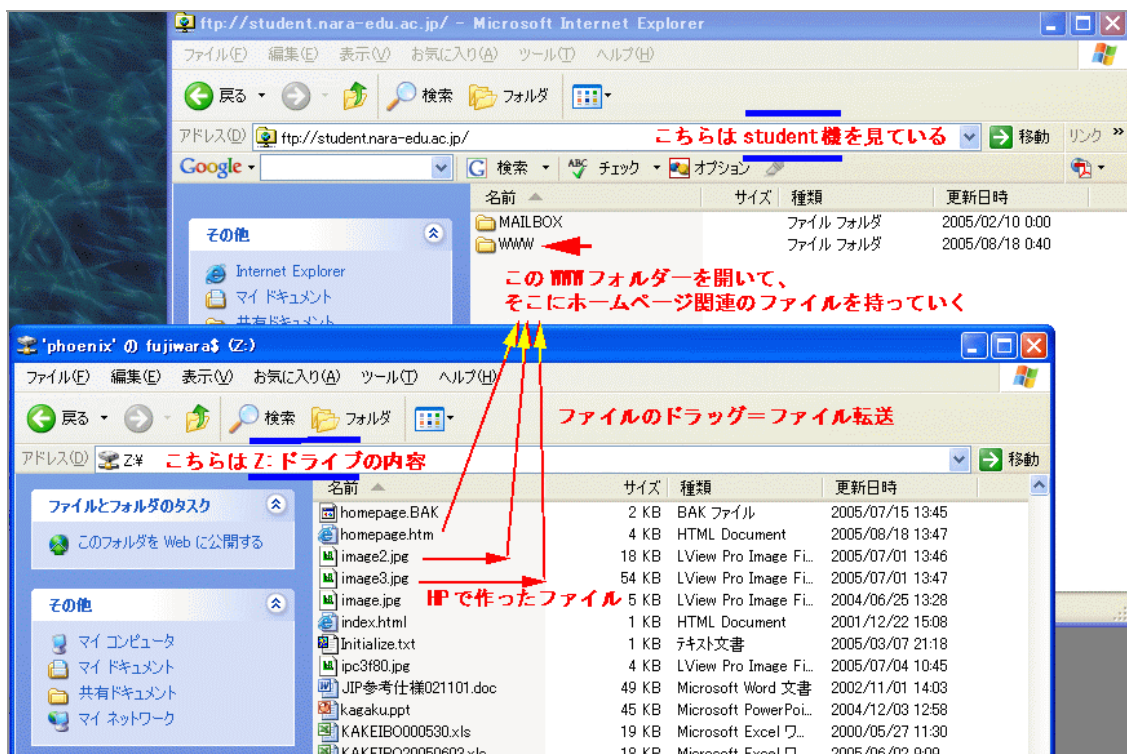 ftp://student.nara-edu.ac.jp/ - Microsoft Internet Explorer
ファイル(F) 編集(E) 表示(V) お気に入り(A) ツール(T) ヘルプ(H)
戻る 検索 フォルダ
アドレス(D) ftp://student.nara-edu.ac.jp/ こちらは student 機を見ている 移動 リンク »
Google 検索 ABC チェック オプション
名前 サイズ 種類 更新日時
MAILBOX ファイル フォルダ 2005/02/10 0:00
WWW ファイル フォルダ 2005/08/18 0:40
その他
Internet Explorer
マイ ドキュメント
共有ドキュメント
この WWW フォルダーを開いて、
そこにホームページ関連のファイルを持っていく
'phoenix' の fujiwara$ (Z:)
ファイル(F) 編集(E) 表示(V) お気に入り(A) ツール(T) ヘルプ(H)
戻る 検索 フォルダ
ファイルのドラッグ=ファイル転送
アドレス(D) Z:¥ こちらは Z: ドライブの内容 移動
名前 サイズ 種類 更新日時
ファイルとフォルダのタスク
このフォルダを Web に公開する
その他
マイ コンピュータ
マイ ドキュメント
共有ドキュメント
マイ ネットワーク
homepage.BAK 2 KB BAK ファイル 2005/07/15 13:45
homepage.htm 4 KB HTML Document 2005/08/18 13:47
image2.jpg 18 KB LView Pro Image Fi... 2005/07/01 13:46
image3.jpg 54 KB LView Pro Image Fi... 2005/07/01 13:47
image.jpg 5 KB LView Pro Image Fi... 2004/06/25 13:28
HP で作ったファイル
index.html 1 KB HTML Document 2001/12/22 15:08
Initialize.txt 1 KB テキスト文書 2005/03/07 21:18
ipc3f80.jpg 4 KB LView Pro Image Fi... 2005/07/04 10:45
JIP参考仕様021101.doc 49 KB Microsoft Word 文書 2002/11/01 14:03
kagaku.ppt 45 KB Microsoft PowerPoi... 2004/12/03 12:58
KAKEIBO000530.xls 19 KB Microsoft Excel ワ... 2000/05/27 11:30
KAKEIBO20050603.xls 18 KB Microsoft Excel ワ... 2005/06/02 9:09